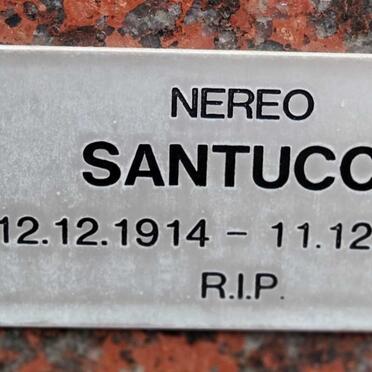 NEREO
SANTUCC
12.12.1914 - 11.12
R.I.P.